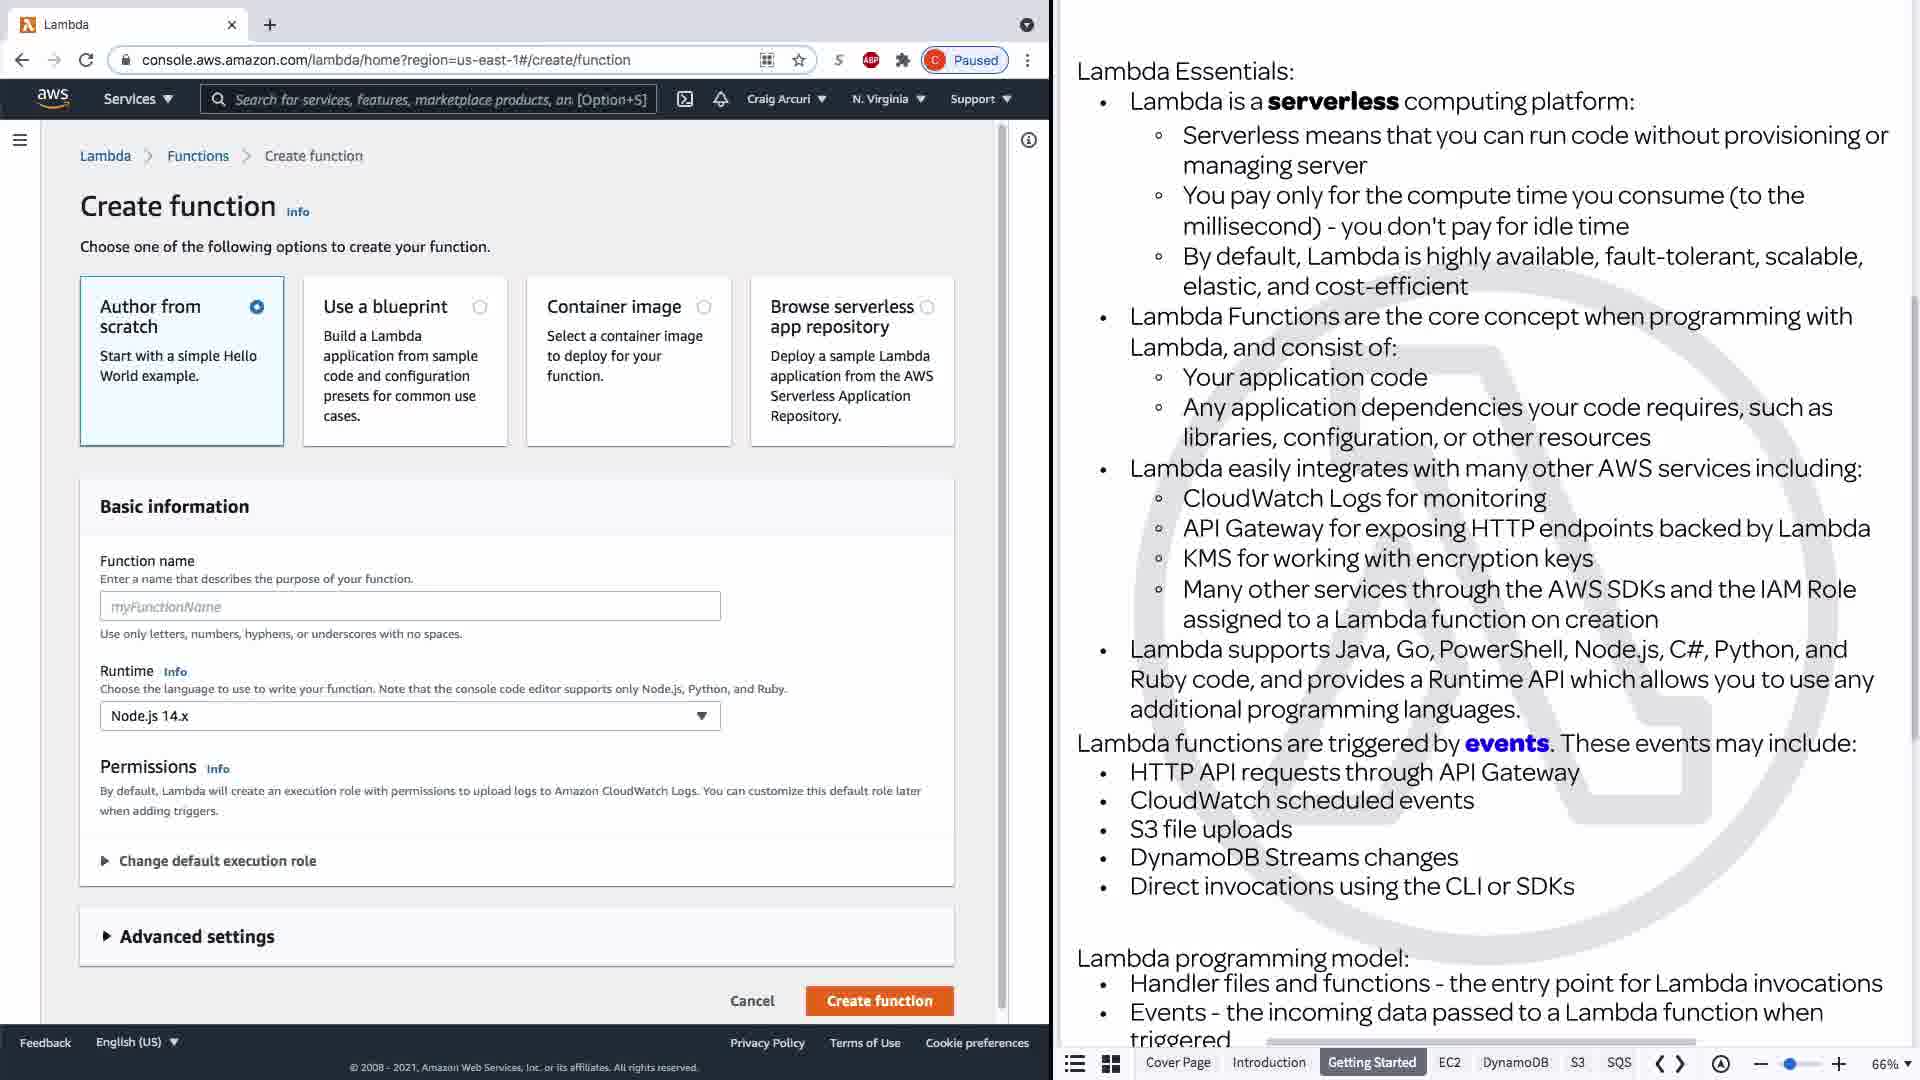 Lambda
console.aws.amazon.com/lambda/home?region=us-east-1#/create/function
ABP
C Paused
aws
Services
Search for services, features, marketplace products, an [Option+S]
Craig Arcuri
N. Virginia
Support
Lambda
Functions
Create function
Create function Info
Choose one of the following options to create your function.
Author from
scratch
Start with a simple Hello
World example.
Use a blueprint
Build a Lambda
application from sample
code and configuration
presets for common use
cases.
Container image
Select a container image
to deploy for your
function.
Browse serverless
app repository
Deploy a sample Lambda
application from the AWS
Serverless Application
Repository.
Basic information
Function name
Enter a name that describes the purpose of your function.
myFunctionName
Use only letters, numbers, hyphens, or underscores with no spaces.
Runtime Info
Choose the language to use to write your function. Note that the console code editor supports only Node.js, Python, and Ruby.
Node.js 14.x
Permissions Info
By default, Lambda will create an execution role with permissions to upload logs to Amazon CloudWatch Logs. You can customize this default role later
when adding triggers.
Change default execution role
Advanced settings
Cancel
Create function
Feedback
English (US)
Privacy Policy
Terms of Use
Cookie preferences
© 2008 - 2021, Amazon Web Services, Inc. or its affiliates. All rights reserved.
Lambda Essentials:
• Lambda is a serverless computing platform:
◦ Serverless means that you can run code without provisioning or
managing server
◦ You pay only for the compute time you consume (to the
millisecond) - you don't pay for idle time
◦ By default, Lambda is highly available, fault-tolerant, scalable,
elastic, and cost-efficient
• Lambda Functions are the core concept when programming with
Lambda, and consist of:
◦ Your application code
◦ Any application dependencies your code requires, such as
libraries, configuration, or other resources
• Lambda easily integrates with many other AWS services including:
◦ CloudWatch Logs for monitoring
◦ API Gateway for exposing HTTP endpoints backed by Lambda
◦ KMS for working with encryption keys
◦ Many other services through the AWS SDKs and the IAM Role
assigned to a Lambda function on creation
• Lambda supports Java, Go, PowerShell, Node.js, C#, Python, and
Ruby code, and provides a Runtime API which allows you to use any
additional programming languages.
Lambda functions are triggered by events. These events may include:
• HTTP API requests through API Gateway
• CloudWatch scheduled events
• S3 file uploads
• DynamoDB Streams changes
• Direct invocations using the CLI or SDKs
Lambda programming model:
• Handler files and functions - the entry point for Lambda invocations
• Events - the incoming data passed to a Lambda function when
triggered
Cover Page
Introduction
Getting Started
EC2
DynamoDB
S3
SQS
66%